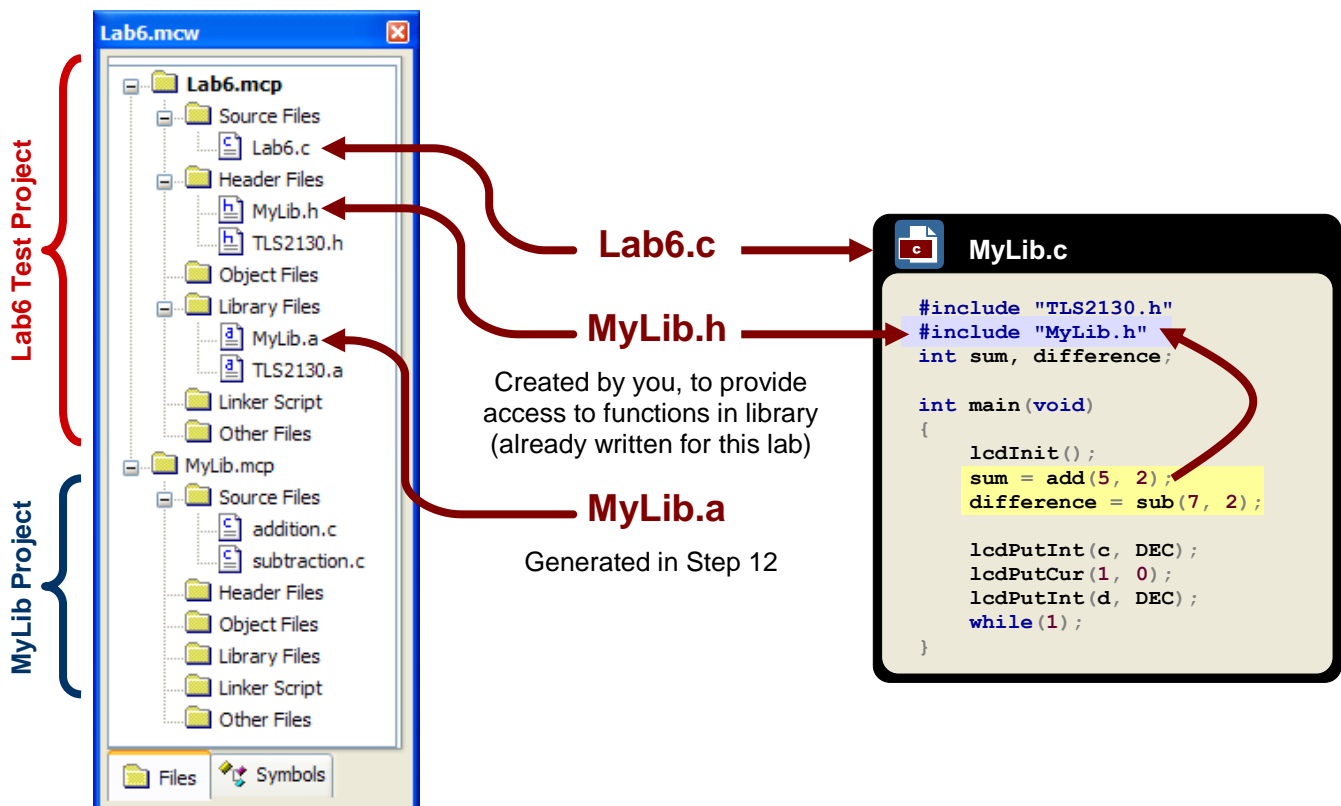 Lab6.mcw
Lab6 Test Project
Lab6.mcp
Source Files
Lab6.c
Header Files
MyLib.h
TLS2130.h
Object Files
Library Files
MyLib.a
TLS2130.a
Linker Script
Other Files
MyLib Project
MyLib.mcp
Source Files
addition.c
subtraction.c
Header Files
Object Files
Library Files
Linker Script
Other Files
Files
Symbols
Lab6.c
MyLib.h
Created by you, to provide
access to functions in library
(already written for this lab)
MyLib.a
Generated in Step 12
c
MyLib.c
#include "TLS2130.h"
#include "MyLib.h"
int sum, difference;
int main(void)
{
lcdInit();
sum = add(5, 2);
difference = sub(7, 2);
lcdPutInt(c, DEC);
lcdPutCur(1, 0);
lcdPutInt(d, DEC);
while(1);
}